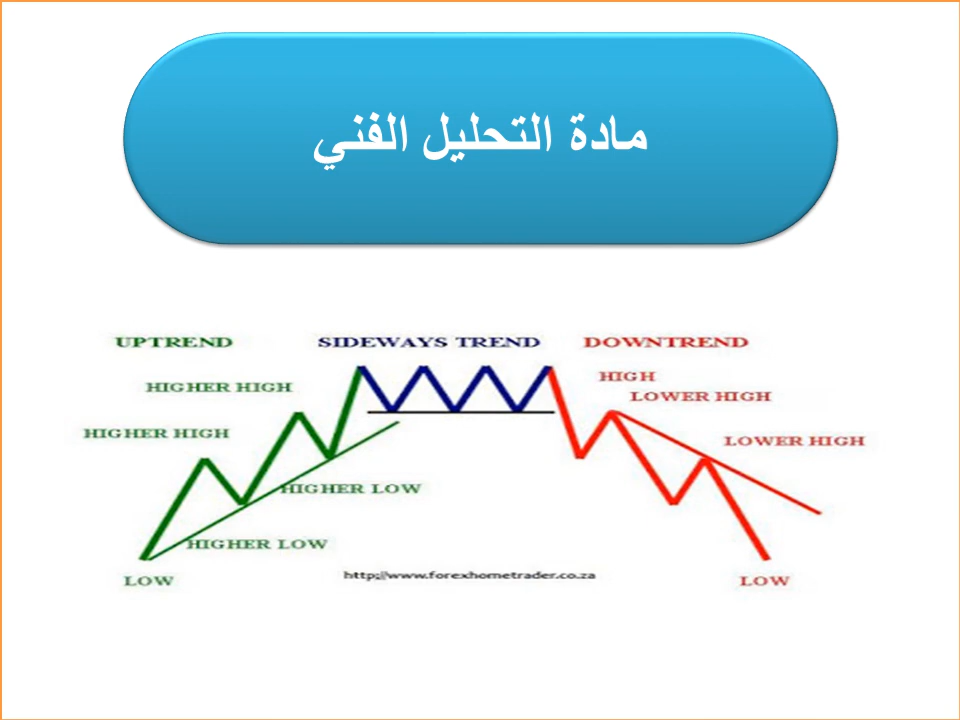 مادة التحليل الفني
UPTREND SIDEWAYS TREND DOWNTREND
HIGH
HIGHER HIGH LOWER HIGH
HIGHER HIGH LOWER HIGH
HIGHER LOW
HIGHER LOW
LOW http://www.forexhometrader.co.za LOW